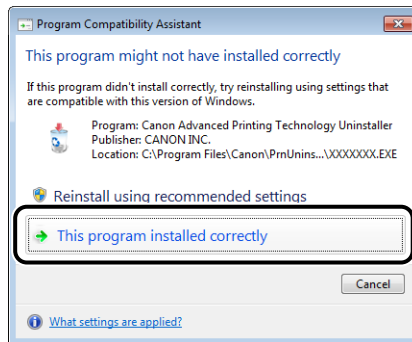 Program Compatibility Assistant
This program might not have installed correctly
If this program didn't install correctly, try reinstalling using settings that
are compatible with this version of Windows.
Program: Canon Advanced Printing Technology Uninstaller
Publisher: CANON INC.
Location: C:\Program Files\Canon\PrnUnins...\XXXXXXX.EXE
Reinstall using recommended settings
This program installed correctly
Cancel
What settings are applied?